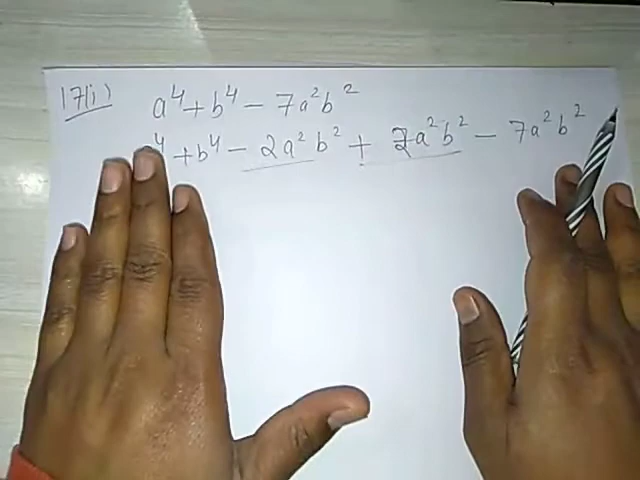 17(i) a⁴ + b⁴ - 7a²b²
⁴ + b⁴ - 2a²b² + 2a²b² - 7a²b²